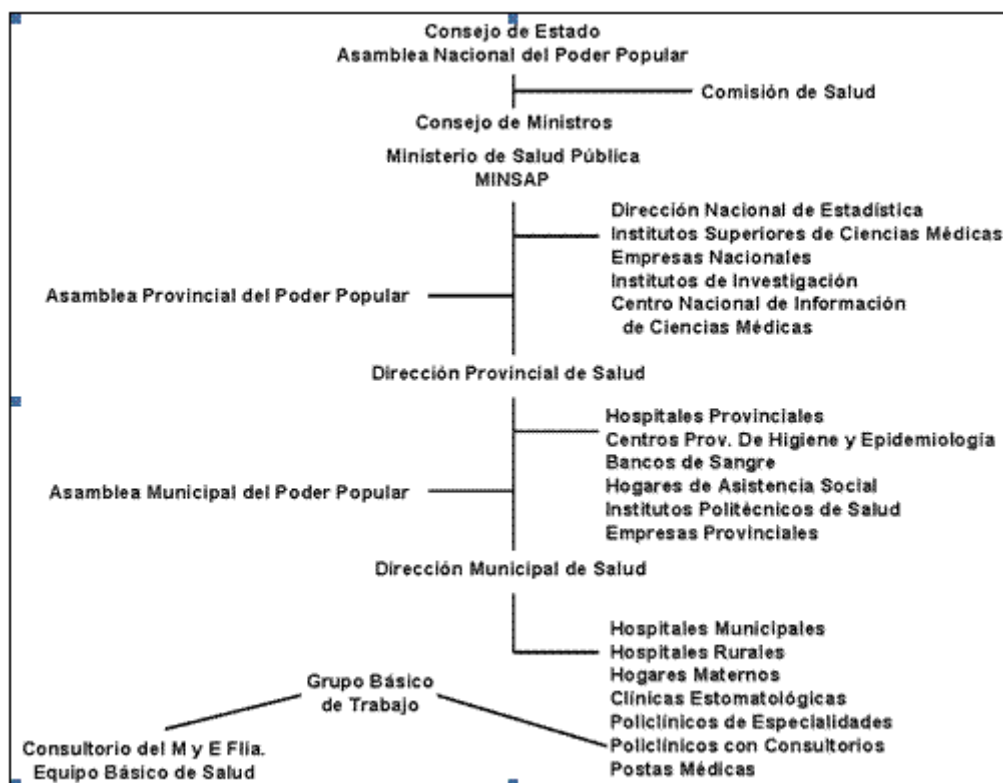 Consejo de Estado
Asamblea Nacional del Poder Popular
Comisión de Salud
Consejo de Ministros
Ministerio de Salud Pública
MINSAP
Dirección Nacional de Estadística
Institutos Superiores de Ciencias Médicas
Empresas Nacionales
Institutos de Investigación
Centro Nacional de Información
de Ciencias Médicas
Asamblea Provincial del Poder Popular
Dirección Provincial de Salud
Hospitales Provinciales
Centros Prov. De Higiene y Epidemiología
Bancos de Sangre
Hogares de Asistencia Social
Institutos Politécnicos de Salud
Empresas Provinciales
Asamblea Municipal del Poder Popular
Dirección Municipal de Salud
Hospitales Municipales
Hospitales Rurales
Hogares Maternos
Clínicas Estomatológicas
Policlínicos de Especialidades
Policlínicos con Consultorios
Postas Médicas
Grupo Básico
de Trabajo
Consultorio del M y E Flia.
Equipo Básico de Salud